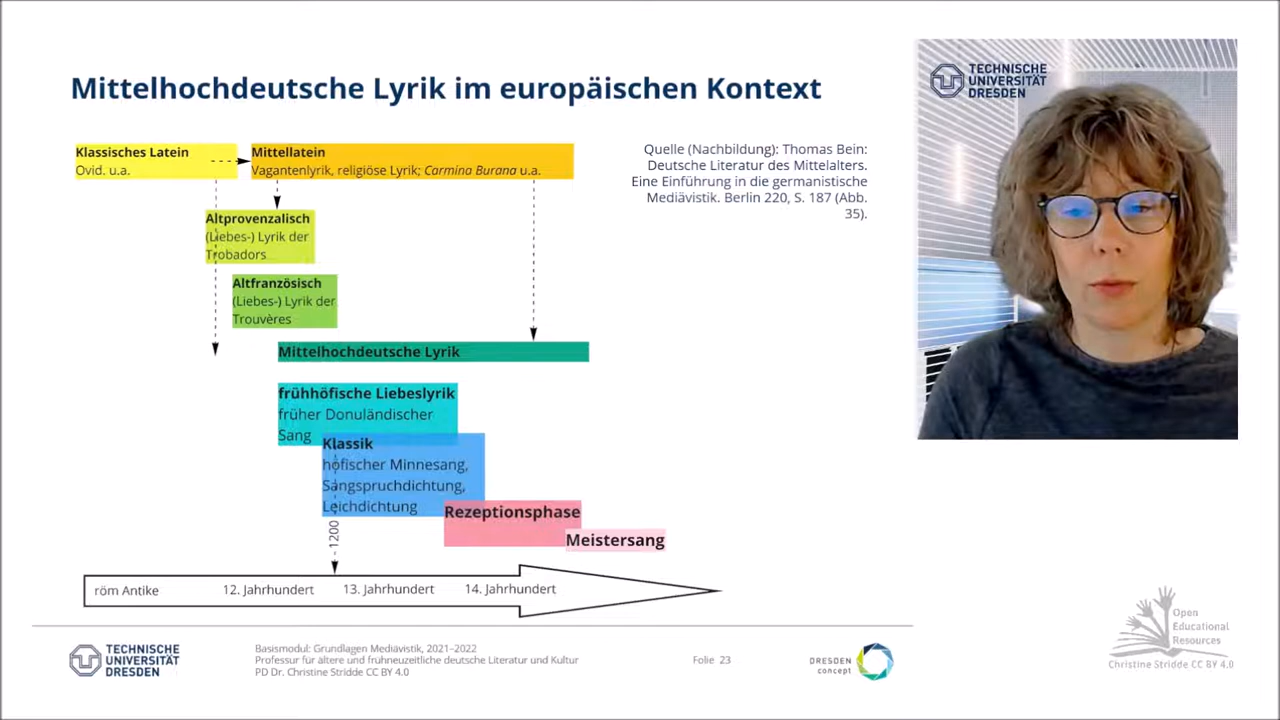 Mittelhochdeutsche Lyrik im europäischen Kontext
Klassisches Latein
Ovid. u.a.
Mittellatein
Vagantenlyrik, religiöse Lyrik; Carmina Burana u.a.
Quelle (Nachbildung): Thomas Bein:
Deutsche Literatur des Mittelalters.
Eine Einführung in die germanistische
Mediävistik. Berlin 220, S. 187 (Abb.
35).
Altprovenzalisch
(Liebes-) Lyrik der
Trobadors
Altfranzösisch
(Liebes-) Lyrik der
Trouvères
Mittelhochdeutsche Lyrik
frühhöfische Liebeslyrik
früher Donuländischer
Sang
Klassik
höfischer Minnesang,
Sangspruchdichtung,
Leichdichtung
Rezeptionsphase
Meistersang
1200
röm Antike
12. Jahrhundert
13. Jahrhundert
14. Jahrhundert
TECHNISCHE
UNIVERSITÄT
DRESDEN
Basismodul: Grundlagen Mediävistik, 2021–2022
Professur für ältere und frühneuzeitliche deutsche Literatur und Kultur
PD Dr. Christine Stridde CC BY 4.0
Folie 23
DRESDEN
concept
TECHNISCHE
UNIVERSITÄT
DRESDEN
Open
Educational
Resources
Christine Stridde CC BY 4.0